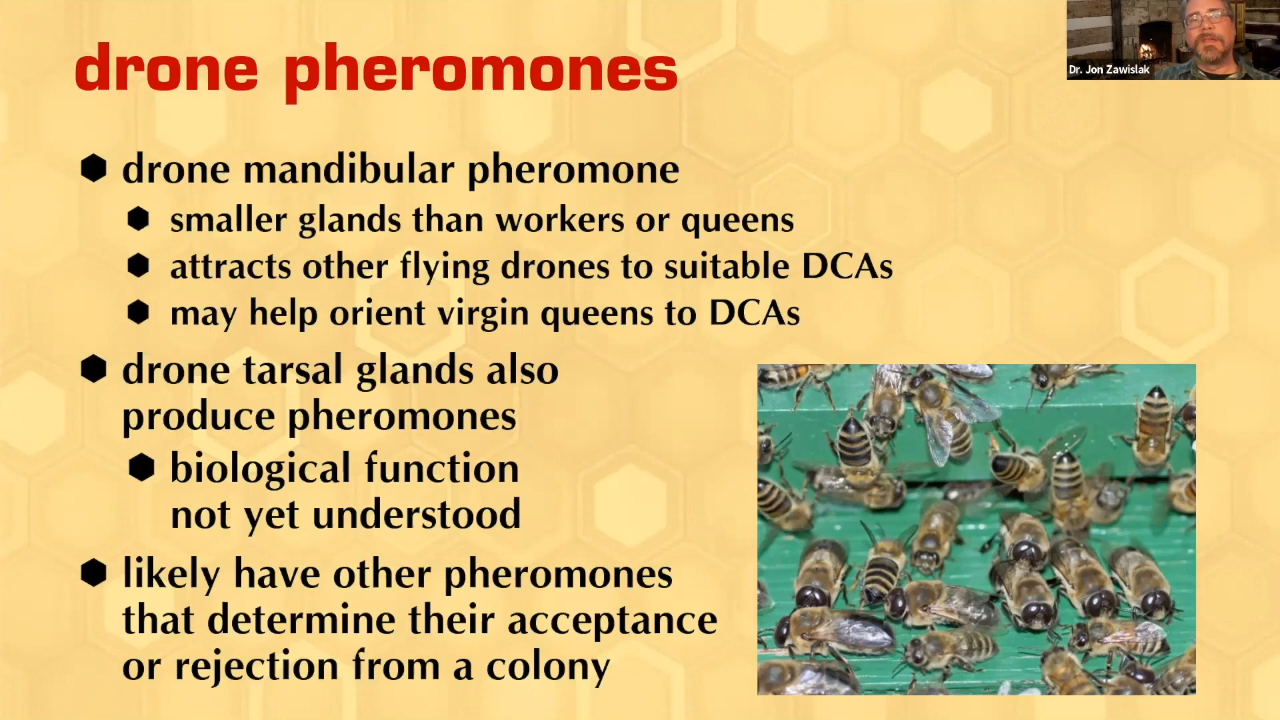 drone pheromones
Dr. Jon Zawislak
drone mandibular pheromone
smaller glands than workers or queens
attracts other flying drones to suitable DCAs
may help orient virgin queens to DCAs
drone tarsal glands also
produce pheromones
biological function
not yet understood
likely have other pheromones
that determine their acceptance
or rejection from a colony